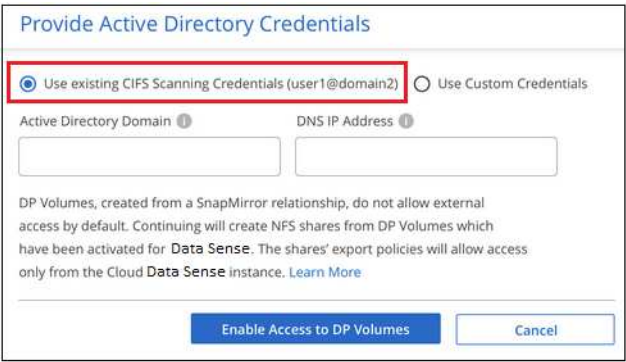 Provide Active Directory Credentials
Use existing CIFS Scanning Credentials (user1@domain2) Use Custom Credentials
Active Directory Domain DNS IP Address
DP Volumes, created from a SnapMirror relationship, do not allow external
access by default. Continuing will create NFS shares from DP Volumes which
have been activated for Data Sense. The shares' export policies will allow access
only from the Cloud Data Sense instance. Learn More
Enable Access to DP Volumes Cancel